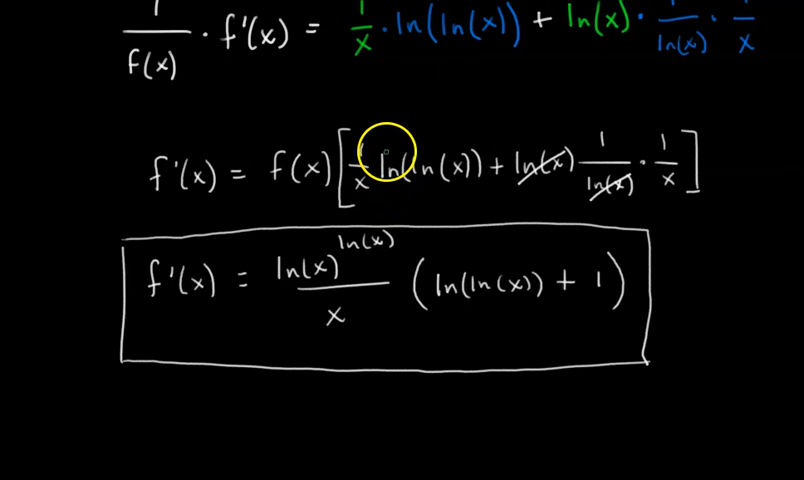 1/f(x) · f'(x) = 1/x · ln(ln(x)) + ln(x) · 1/ln(x) · 1/x
f'(x) = f(x) [1/x ln(ln(x)) + ln(x) 1/ln(x) · 1/x]
f'(x) = ln(x)^ln(x)/x (ln(ln(x)) + 1)